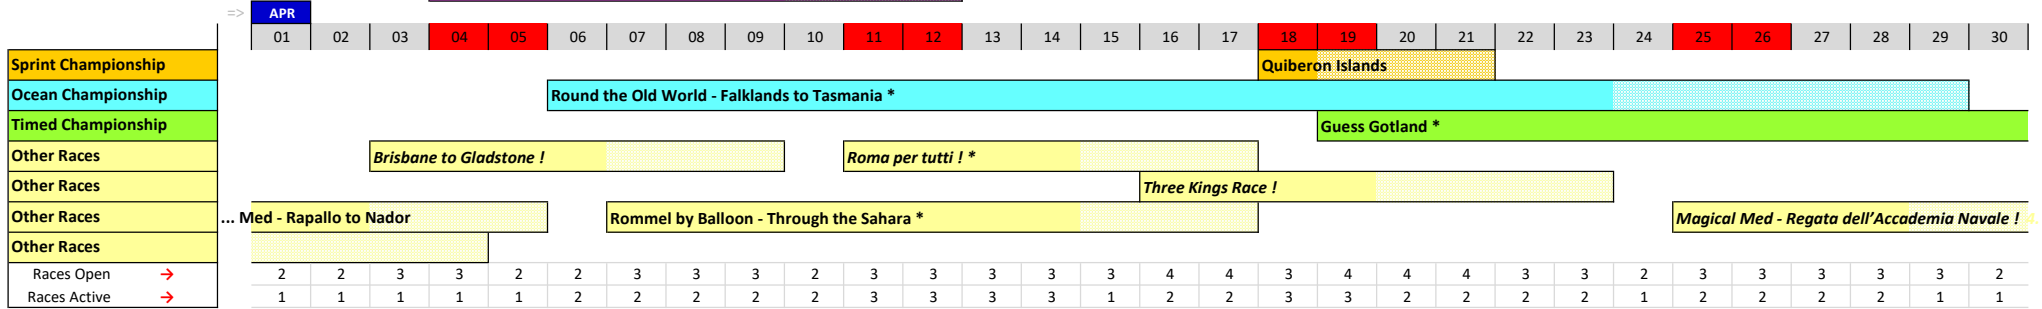 => APR
01 02 03 04 05 06 07 08 09 10 11 12 13 14 15 16 17 18 19 20 21 22 23 24 25 26 27 28 29 30
Sprint Championship Quiberon Islands
Ocean Championship Round the Old World - Falklands to Tasmania *
Timed Championship Guess Gotland *
Other Races Brisbane to Gladstone ! Roma per tutti ! *
Other Races Three Kings Race !
Other Races ... Med - Rapallo to Nador Rommel by Balloon - Through the Sahara * Magical Med - Regata dell’Accademia Navale !
Other Races
Races Open → 2 2 3 3 2 2 3 3 3 2 3 3 3 3 3 4 4 3 4 4 4 3 3 2 3 3 3 3 3 2
Races Active → 1 1 1 1 1 2 2 2 2 2 3 3 3 3 1 2 2 3 3 2 2 2 2 1 2 2 2 2 1 1